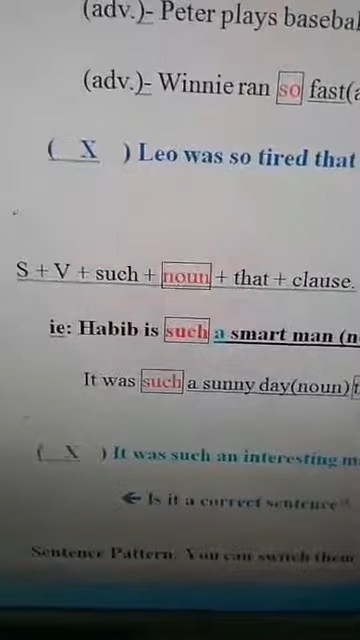 (adv.)- Peter plays baseba
(adv.)- Winnie ran so fast(a
( X ) Leo was so tired that
S + V + such + noun + that + clause.
ie: Habib is such a smart man (n
It was such a sunny day(noun)t
( X ) It was such an interesting m
← Is it a correct sentence
Sentence Pattern: You can switch them